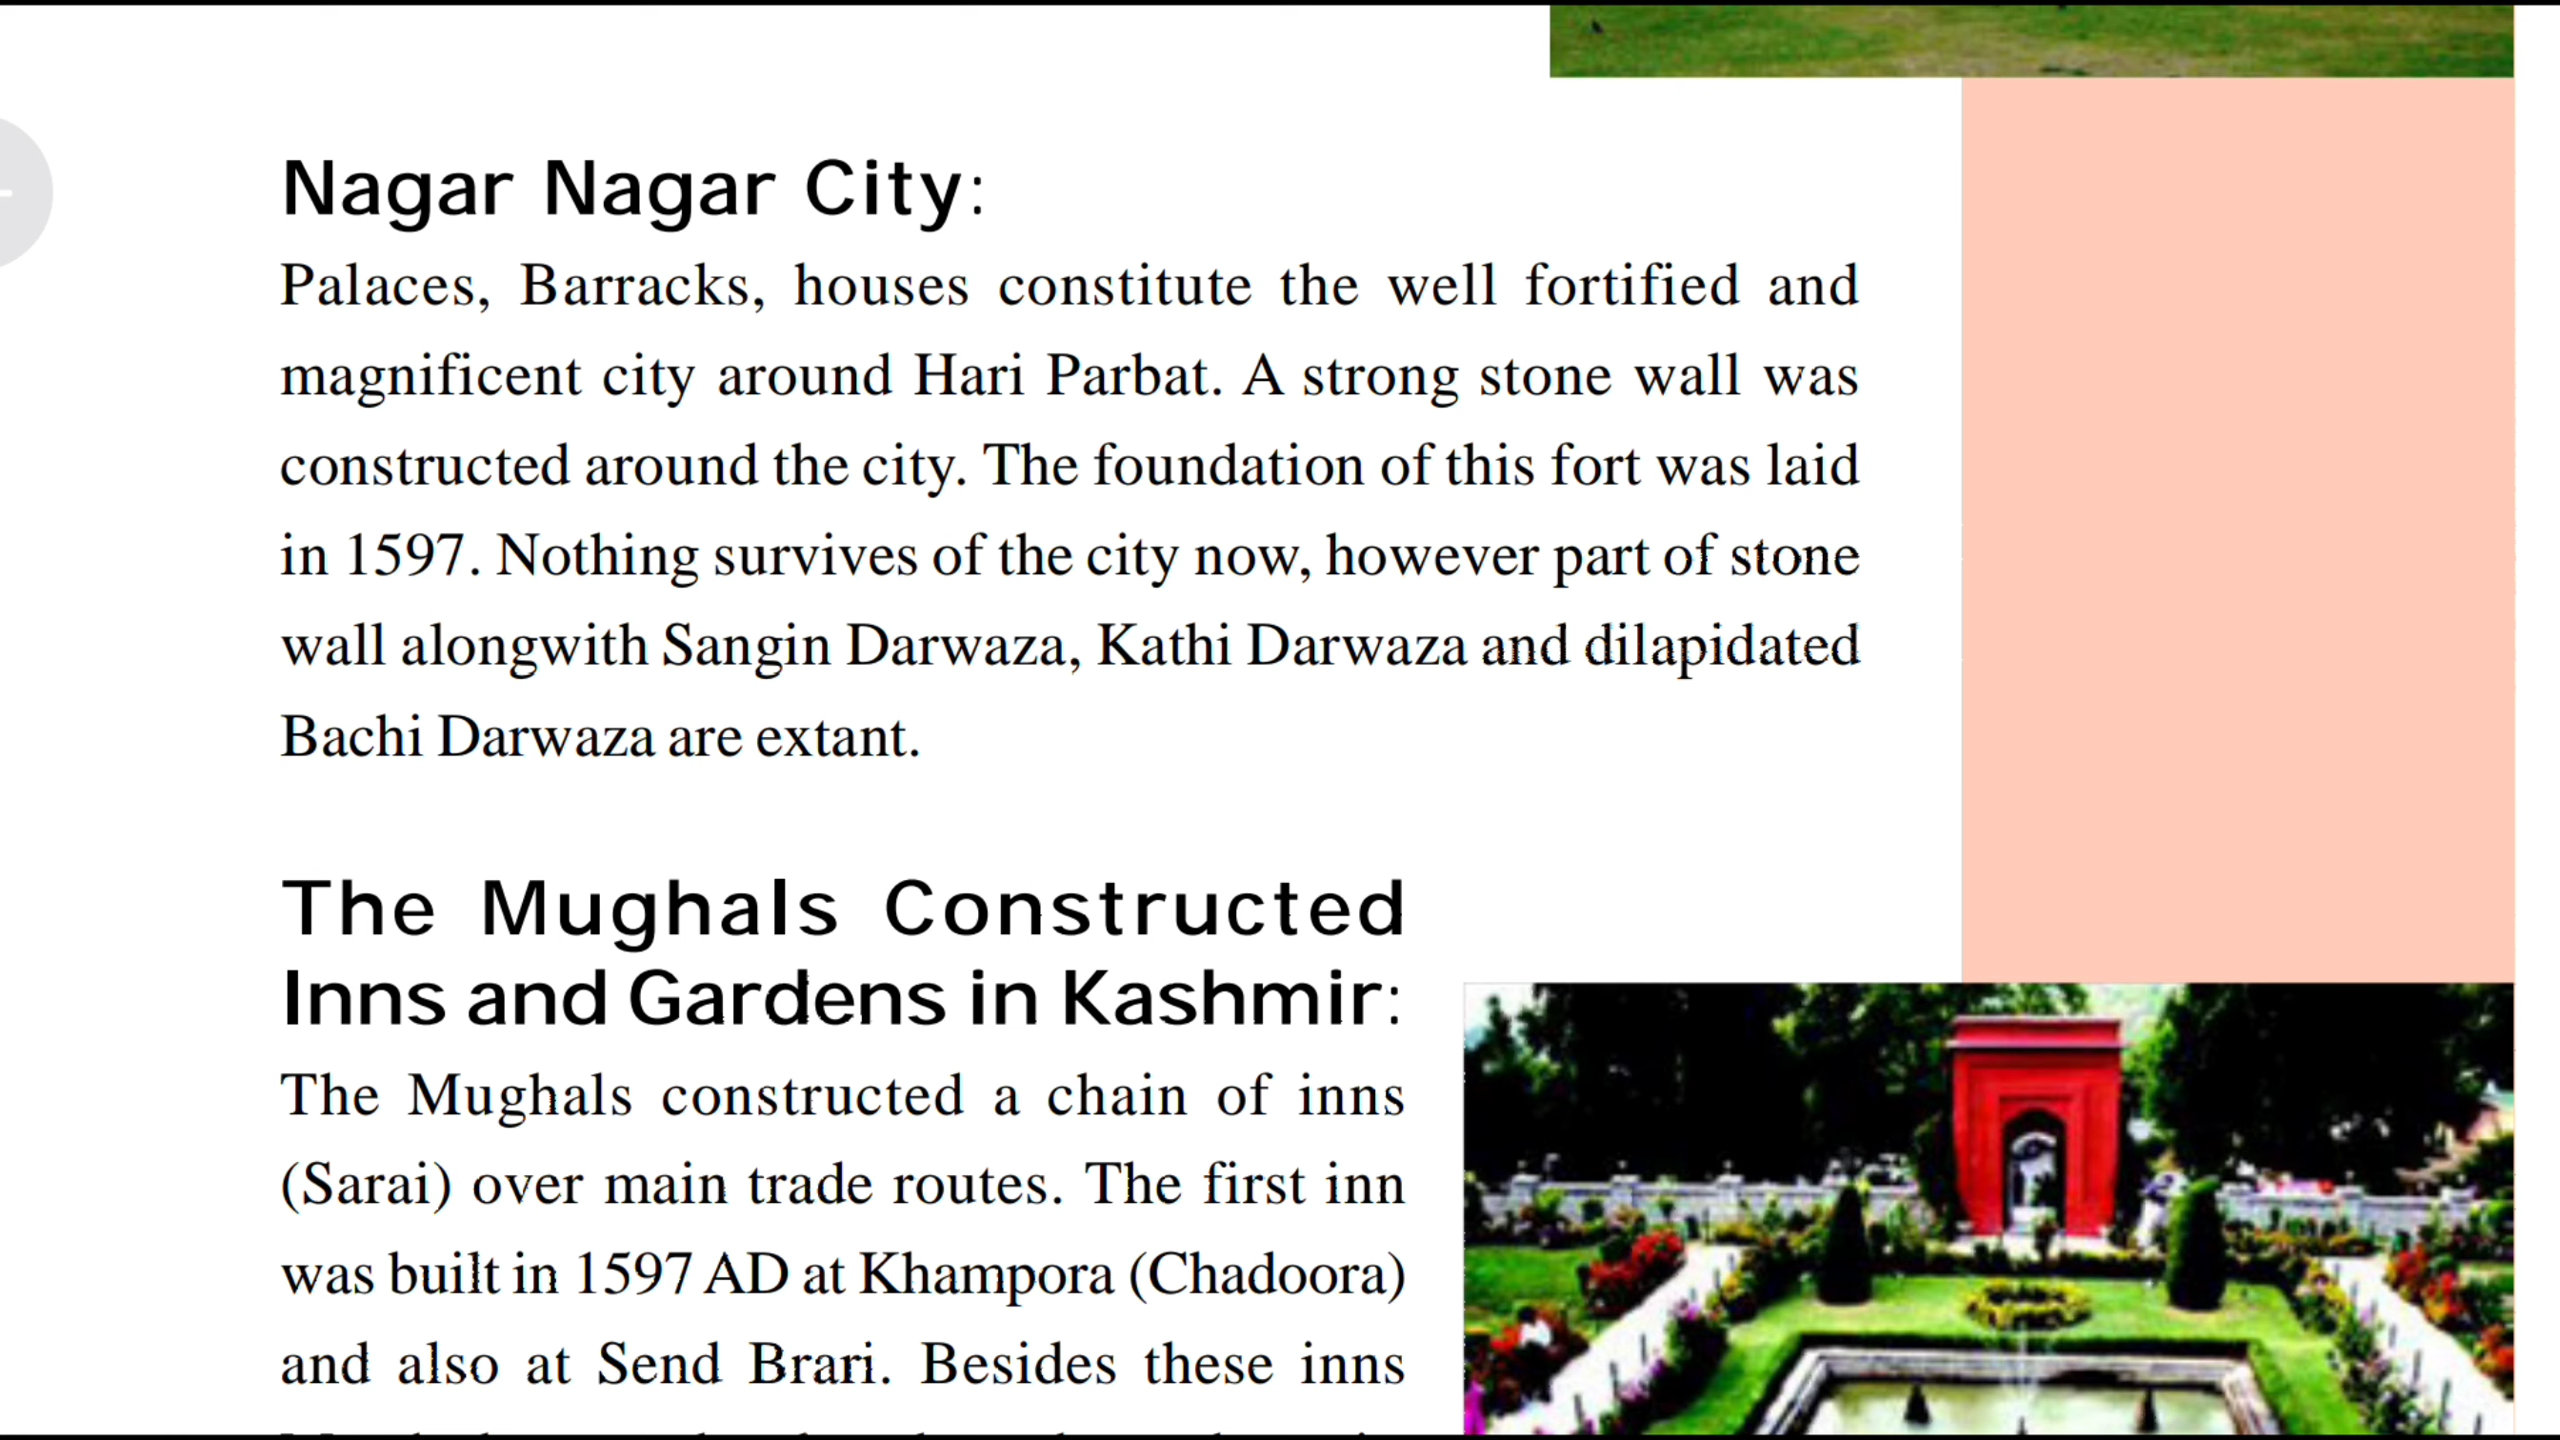 Nagar Nagar City:
Palaces, Barracks, houses constitute the well fortified and
magnificent city around Hari Parbat. A strong stone wall was
constructed around the city. The foundation of this fort was laid
in 1597. Nothing survives of the city now, however part of stone
wall alongwith Sangin Darwaza, Kathi Darwaza and dilapidated
Bachi Darwaza are extant.
The Mughals Constructed
Inns and Gardens in Kashmir:
The Mughals constructed a chain of inns
(Sarai) over main trade routes. The first inn
was built in 1597 AD at Khampora (Chadoora)
and also at Send Brari. Besides these inns